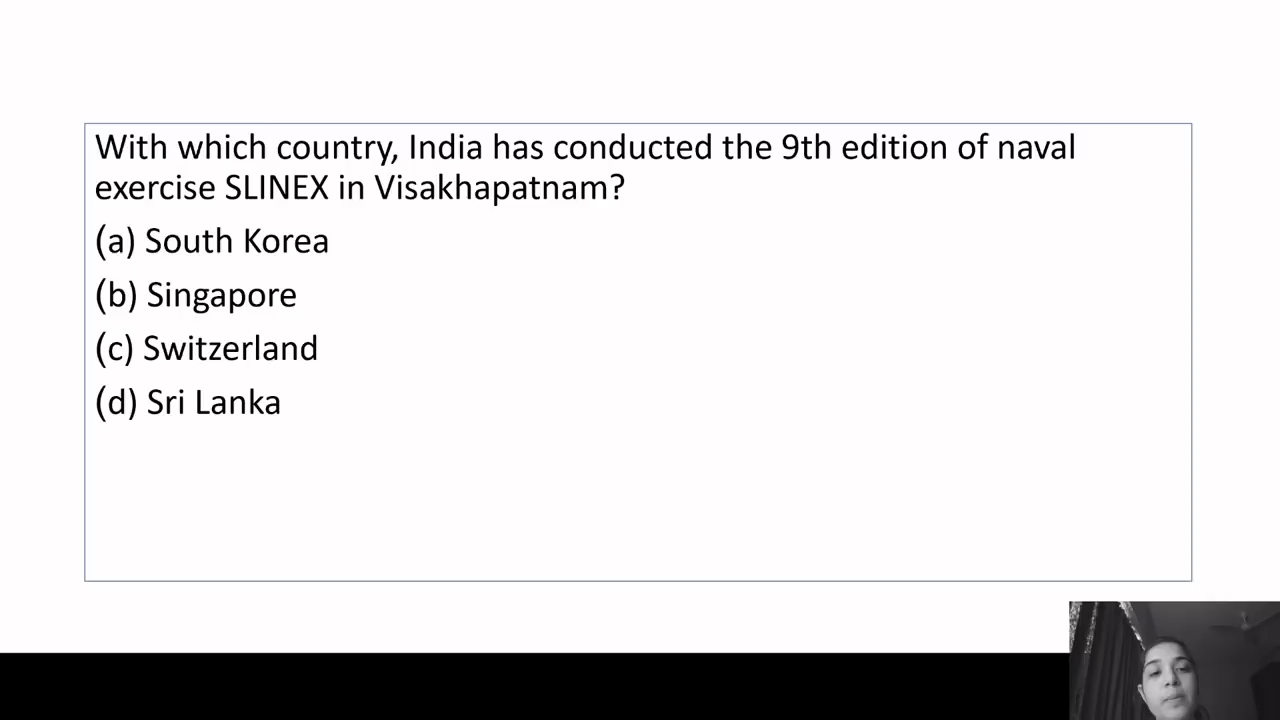 With which country, India has conducted the 9th edition of naval
exercise SLINEX in Visakhapatnam?
(a) South Korea
(b) Singapore
(c) Switzerland
(d) Sri Lanka